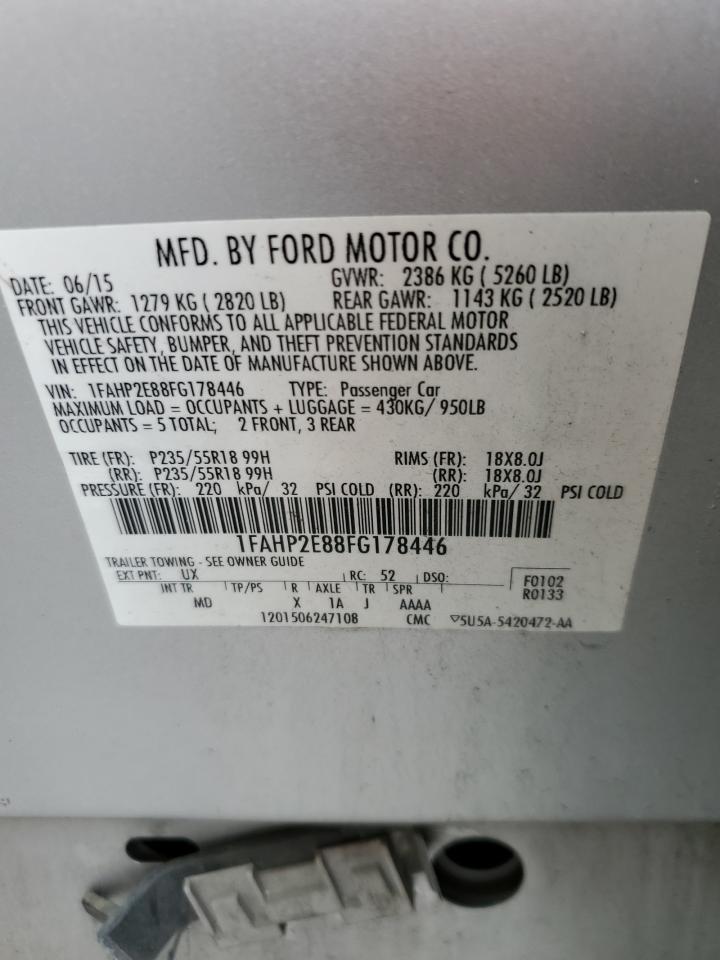 MFD. BY FORD MOTOR CO.
DATE: 06/15 GVWR: 2386 KG ( 5260 LB)
FRONT GAWR: 1279 KG ( 2820 LB) REAR GAWR: 1143 KG ( 2520 LB)
THIS VEHICLE CONFORMS TO ALL APPLICABLE FEDERAL MOTOR
VEHICLE SAFETY, BUMPER, AND THEFT PREVENTION STANDARDS
IN EFFECT ON THE DATE OF MANUFACTURE SHOWN ABOVE.
VIN: 1FAHP2E88FG178446 TYPE: Passenger Car
MAXIMUM LOAD = OCCUPANTS + LUGGAGE = 430KG/ 950LB
OCCUPANTS = 5 TOTAL; 2 FRONT, 3 REAR
TIRE (FR): P235/55R18 99H RIMS (FR): 18X8.0J
(RR): P235/55R18 99H (RR): 18X8.0J
PRESSURE (FR): 220 kPa/ 32 PSI COLD (RR): 220 kPa/ 32 PSI COLD
1FAHP2E88FG178446
TRAILER TOWING - SEE OWNER GUIDE
EXT PNT: UX RC: 52 DSO: F0102
INT TR TP/PS R AXLE TR SPR R0133
MD X 1A J AAAA
1201506247108 CMC ▽5U5A-5420472-AA